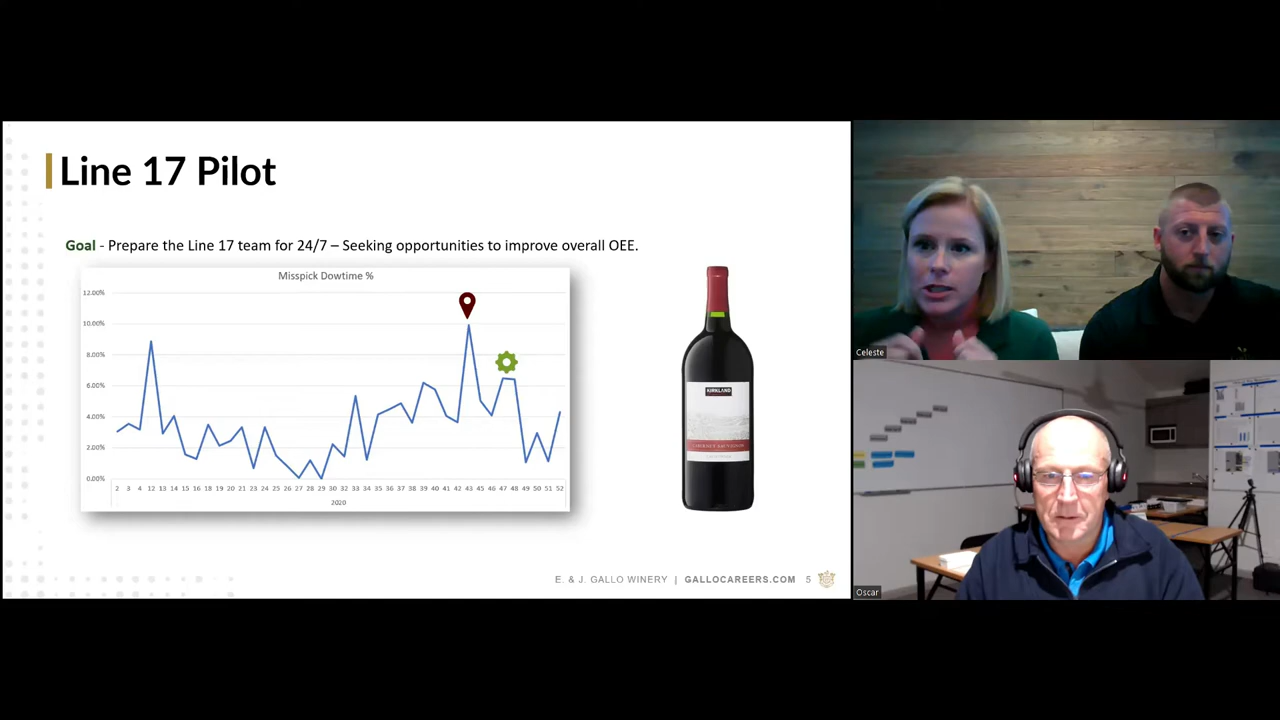 Line 17 Pilot
Goal - Prepare the Line 17 team for 24/7 – Seeking opportunities to improve overall OEE.
Misspick Dowtime %
12.00%
10.00%
8.00%
6.00%
4.00%
2.00%
0.00%
2 3 4 12 13 14 15 16 18 19 20 21 23 24 25 26 27 28 29 30 32 33 34 35 36 37 38 39 40 41 42 43 45 46 47 48 49 50 51 52
2020
KIRKLAND
CABERNET SAUVIGNON
E. & J. GALLO WINERY | GALLOCAREERS.COM 5
Celeste
Oscar